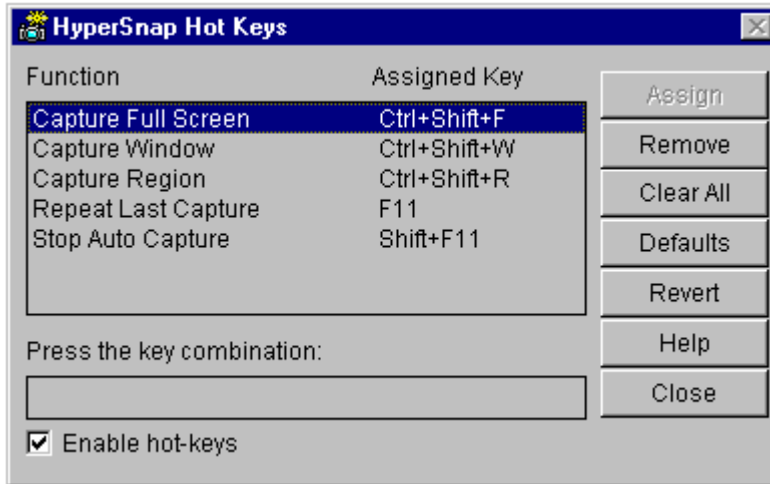 HyperSnap Hot Keys
Function Assigned Key
Capture Full Screen Ctrl+Shift+F
Capture Window Ctrl+Shift+W
Capture Region Ctrl+Shift+R
Repeat Last Capture F11
Stop Auto Capture Shift+F11
Press the key combination:
Enable hot-keys
Assign
Remove
Clear All
Defaults
Revert
Help
Close